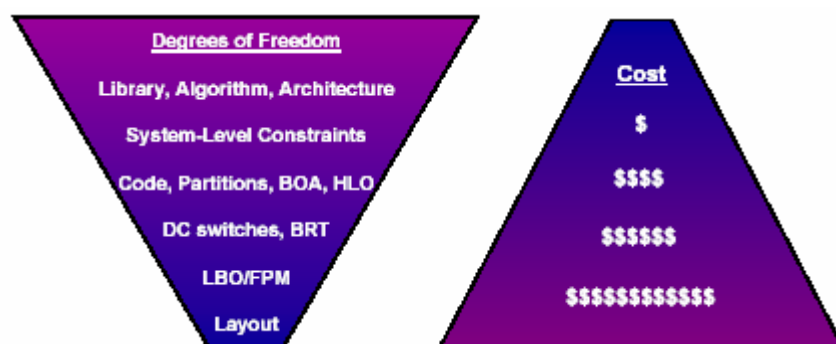 Degrees of Freedom
Library, Algorithm, Architecture
System-Level Constraints
Code, Partitions, BOA, HLO
DC switches, BRT
LBO/FPM
Layout
Cost
$
$$$$
$$$$$$
$$$$$$$$$$$$